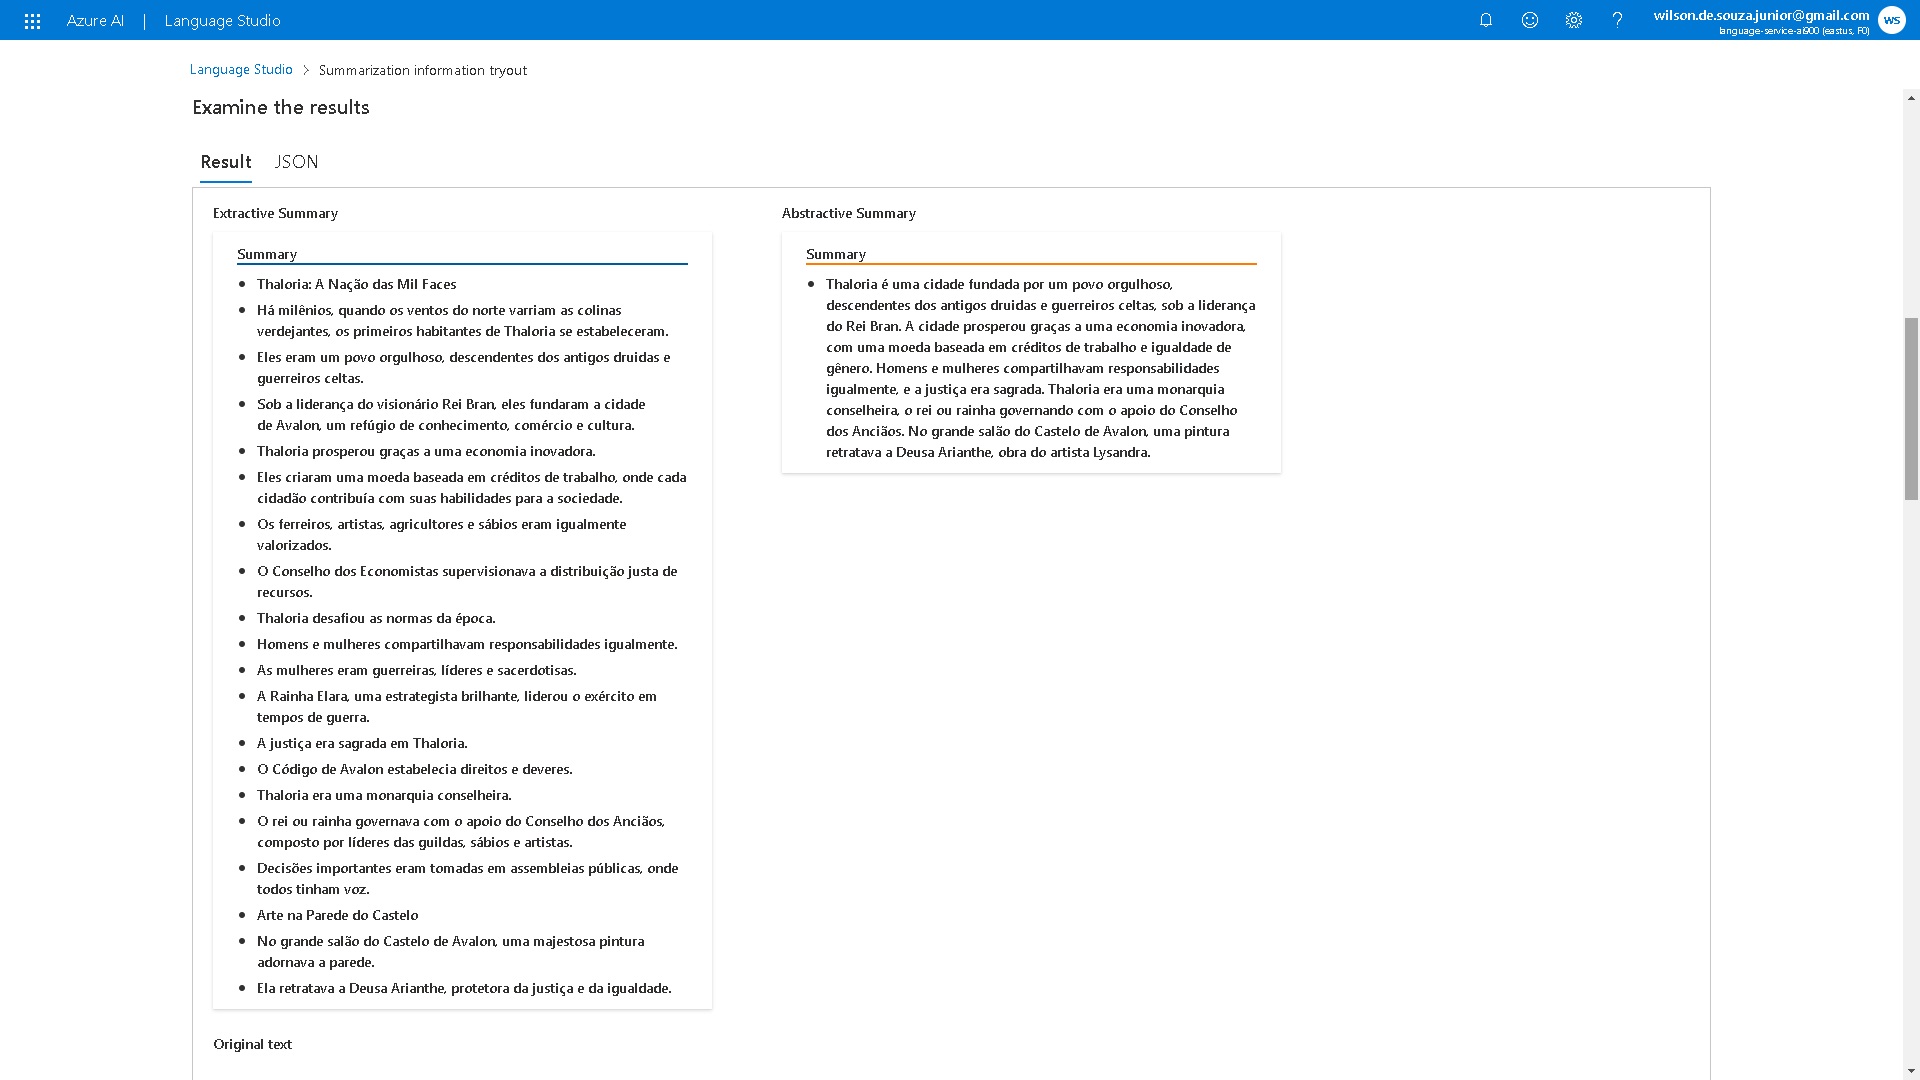 Azure AI | Language Studio
wilson.de.souza.junior@gmail.com
language-service-ai900 (eastus, F0)
WS
Language Studio > Summarization information tryout
Examine the results
Result JSON
Extractive Summary
Summary
Thaloria: A Nação das Mil Faces
Há milênios, quando os ventos do norte varriam as colinas
verdejantes, os primeiros habitantes de Thaloria se estabeleceram.
Eles eram um povo orgulhoso, descendentes dos antigos druidas e
guerreiros celtas.
Sob a liderança do visionário Rei Bran, eles fundaram a cidade
de Avalon, um refúgio de conhecimento, comércio e cultura.
Thaloria prosperou graças a uma economia inovadora.
Eles criaram uma moeda baseada em créditos de trabalho, onde cada
cidadão contribuía com suas habilidades para a sociedade.
Os ferreiros, artistas, agricultores e sábios eram igualmente
valorizados.
O Conselho dos Economistas supervisionava a distribuição justa de
recursos.
Thaloria desafiou as normas da época.
Homens e mulheres compartilhavam responsabilidades igualmente.
As mulheres eram guerreiras, líderes e sacerdotisas.
A Rainha Elara, uma estrategista brilhante, liderou o exército em
tempos de guerra.
A justiça era sagrada em Thaloria.
O Código de Avalon estabelecia direitos e deveres.
Thaloria era uma monarquia conselheira.
O rei ou rainha governava com o apoio do Conselho dos Anciãos,
composto por líderes das guildas, sábios e artistas.
Decisões importantes eram tomadas em assembleias públicas, onde
todos tinham voz.
Arte na Parede do Castelo
No grande salão do Castelo de Avalon, uma majestosa pintura
adornava a parede.
Ela retratava a Deusa Arianthe, protetora da justiça e da igualdade.
Abstractive Summary
Summary
Thaloria é uma cidade fundada por um povo orgulhoso,
descendentes dos antigos druidas e guerreiros celtas, sob a liderança
do Rei Bran. A cidade prosperou graças a uma economia inovadora,
com uma moeda baseada em créditos de trabalho e igualdade de
gênero. Homens e mulheres compartilhavam responsabilidades
igualmente, e a justiça era sagrada. Thaloria era uma monarquia
conselheira, o rei ou rainha governando com o apoio do Conselho
dos Anciãos. No grande salão do Castelo de Avalon, uma pintura
retratava a Deusa Arianthe, obra do artista Lysandra.
Original text